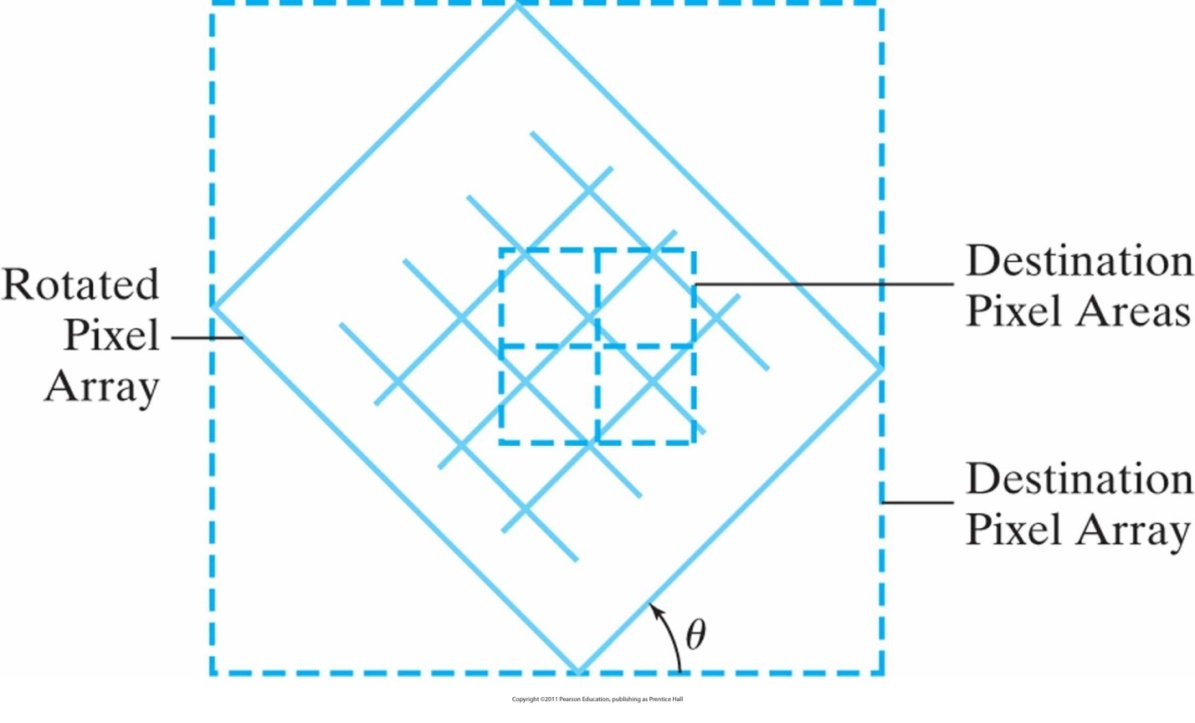 Rotated
Pixel
Array
Destination
Pixel Areas
Destination
Pixel Array
θ
Copyright ©2011 Pearson Education, publishing as Prentice Hall